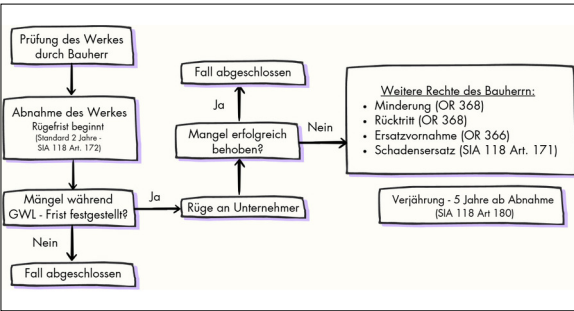 Prüfung des Werkes
durch Bauherr
Abnahme des Werkes
Rügefrist beginnt
(Standard 2 Jahre -
SIA 118 Art. 172)
Mängel während
GWL - Frist festgestellt?
Nein
Fall abgeschlossen
Ja
Rüge an Unternehmer
Mangel erfolgreich
behoben?
Ja
Fall abgeschlossen
Nein
Weitere Rechte des Bauherrn:
• Minderung (OR 368)
• Rücktritt (OR 368)
• Ersatzvornahme (OR 366)
• Schadensersatz (SIA 118 Art. 171)
Verjährung - 5 Jahre ab Abnahme
(SIA 118 Art 180)